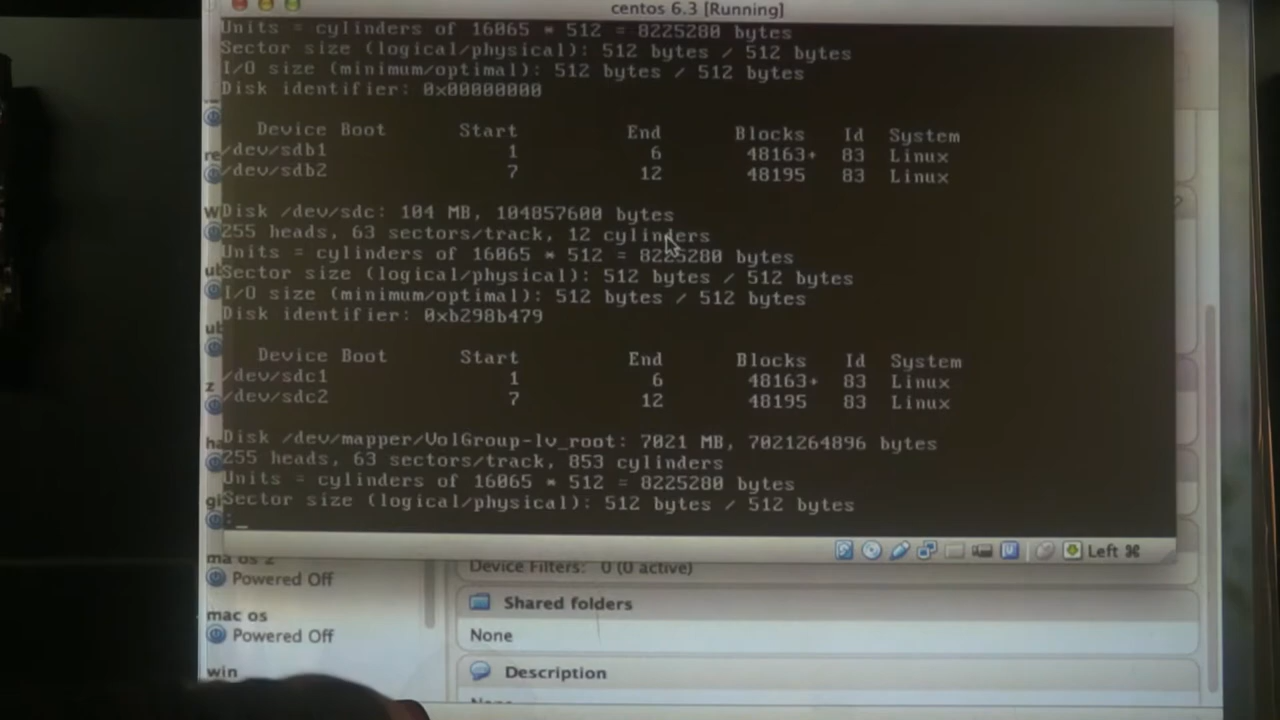 centos 6.3 [Running]
Units = cylinders of 16065 * 512 = 8225280 bytes
Sector size (logical/physical): 512 bytes / 512 bytes
I/O size (minimum/optimal): 512 bytes / 512 bytes
Disk identifier: 0x00000000
Device Boot Start End Blocks Id System
/dev/sdb1 1 6 48163+ 83 Linux
/dev/sdb2 7 12 48195 83 Linux
Disk /dev/sdc: 104 MB, 104857600 bytes
255 heads, 63 sectors/track, 12 cylinders
Units = cylinders of 16065 * 512 = 8225280 bytes
Sector size (logical/physical): 512 bytes / 512 bytes
I/O size (minimum/optimal): 512 bytes / 512 bytes
Disk identifier: 0xb298b479
Device Boot Start End Blocks Id System
/dev/sdc1 1 6 48163+ 83 Linux
/dev/sdc2 7 12 48195 83 Linux
Disk /dev/mapper/VolGroup-lv_root: 7021 MB, 7021264896 bytes
255 heads, 63 sectors/track, 853 cylinders
Units = cylinders of 16065 * 512 = 8225280 bytes
Sector size (logical/physical): 512 bytes / 512 bytes
:_
Left ⌘
Device Filters: 0 (0 active)
Powered Off
Shared folders
mac os
Powered Off
None
win
Description